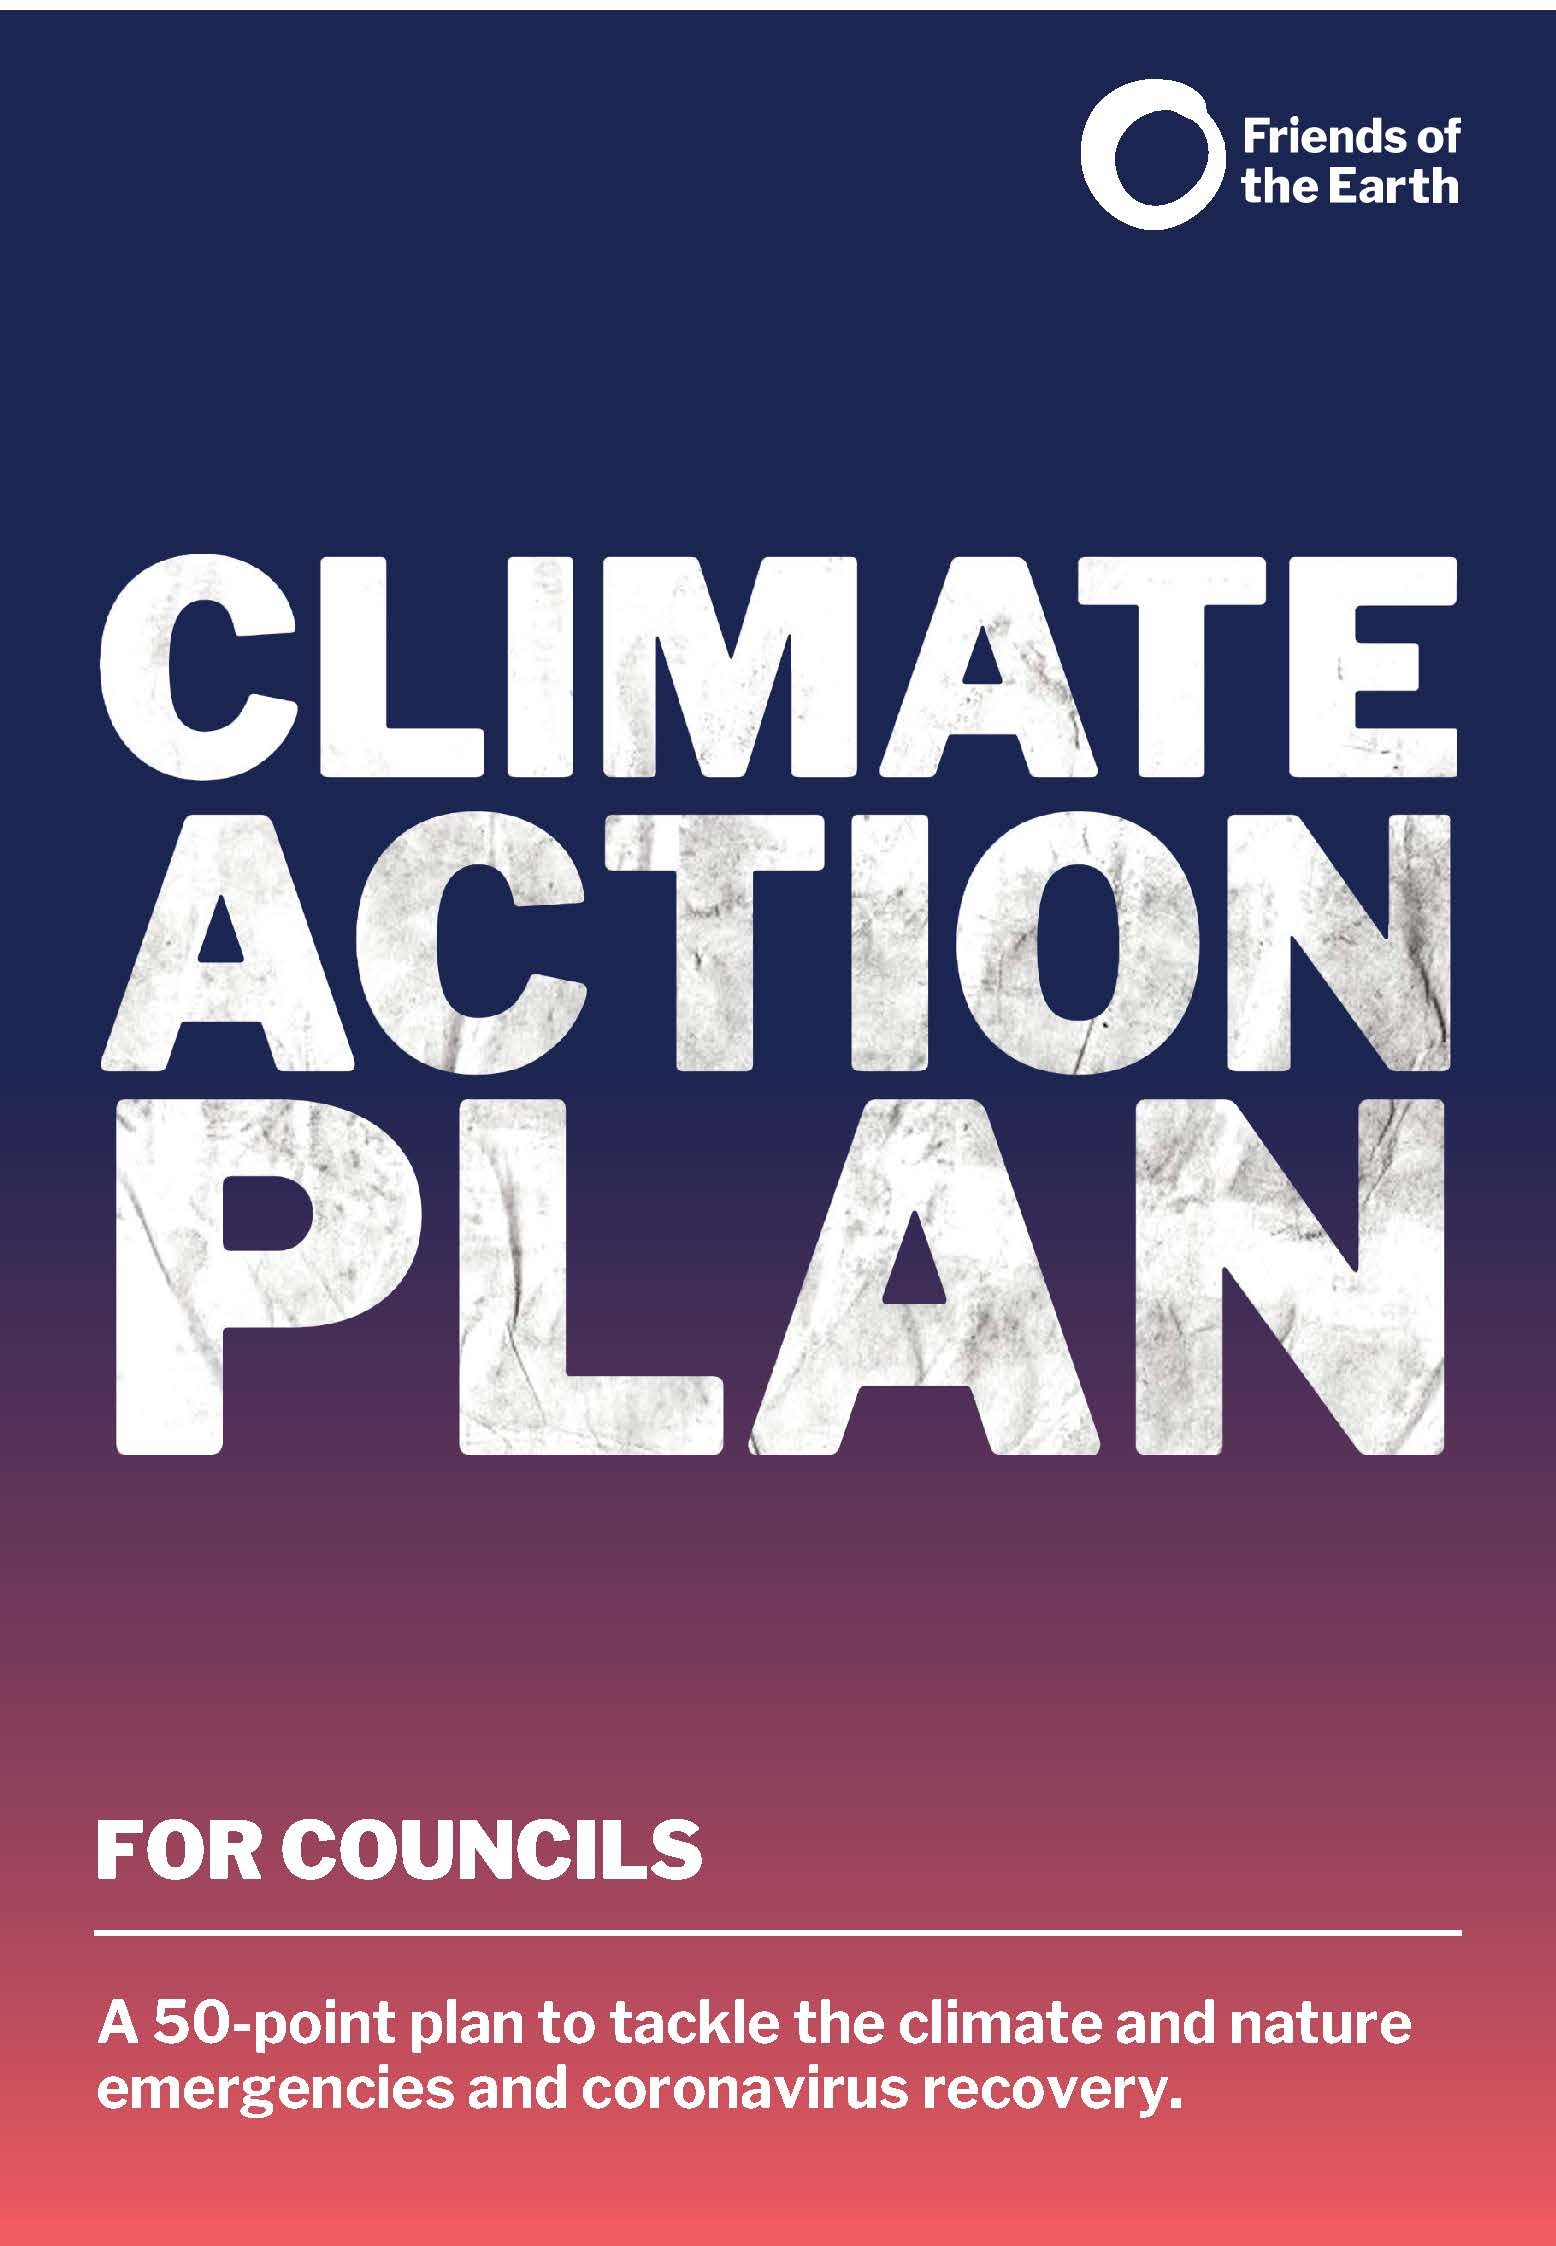 Friends of
the Earth
CLIMATE
ACTION
PLAN
FOR COUNCILS
A 50-point plan to tackle the climate and nature
emergencies and coronavirus recovery.